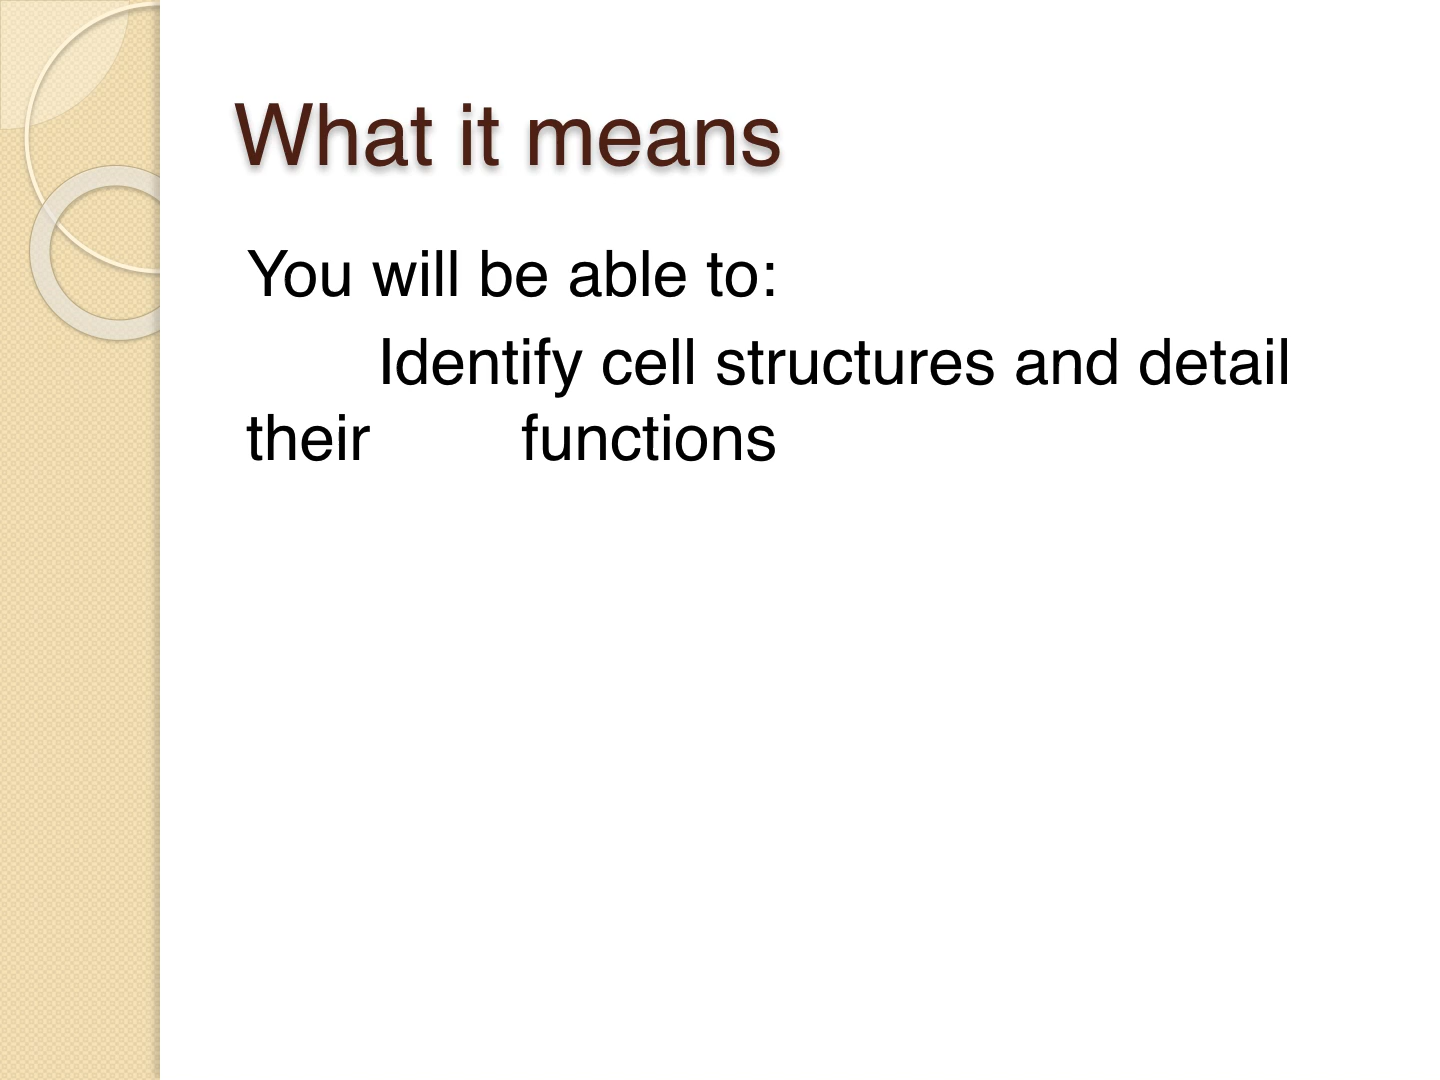 What it means
You will be able to:
Identify cell structures and detail
their functions